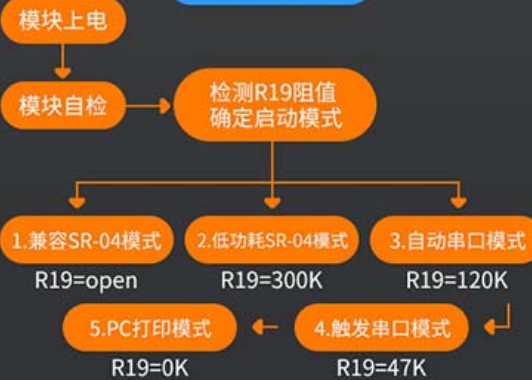 模块上电
模块自检
检测R19阻值
确定启动模式
1.兼容SR-04模式
2.低功耗SR-04模式
3.自动串口模式
R19=open
R19=300K
R19=120K
5.PC打印模式
4.触发串口模式
R19=0K
R19=47K